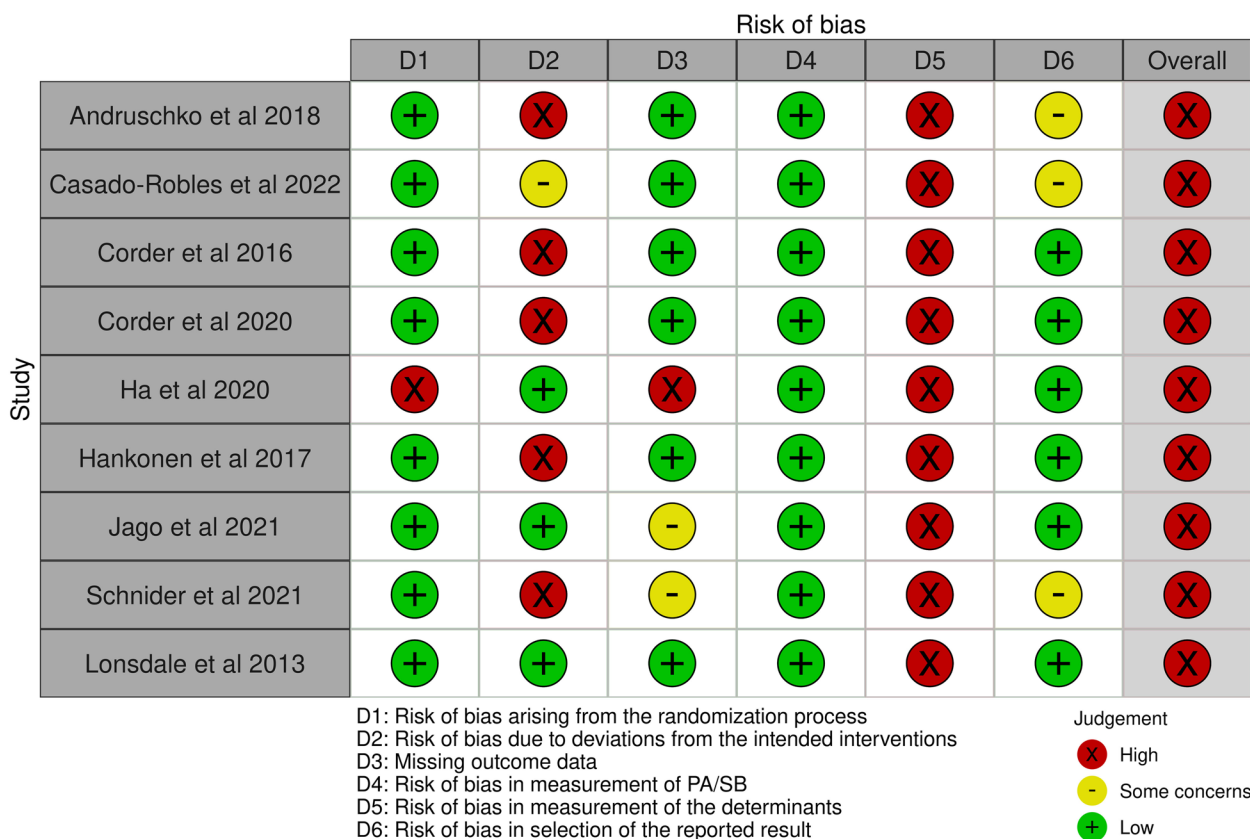 Risk of bias
D1 D2 D3 D4 D5 D6 Overall
Study
Andruschko et al 2018 + X + + X - X
Casado-Robles et al 2022 + - + + X - X
Corder et al 2016 + X + + X + X
Corder et al 2020 + X + + X + X
Ha et al 2020 X + X + X + X
Hankonen et al 2017 + X + + X + X
Jago et al 2021 + + - + X + X
Schnider et al 2021 + X - + X - X
Lonsdale et al 2013 + + + + X + X
D1: Risk of bias arising from the randomization process
D2: Risk of bias due to deviations from the intended interventions
D3: Missing outcome data
D4: Risk of bias in measurement of PA/SB
D5: Risk of bias in measurement of the determinants
D6: Risk of bias in selection of the reported result
Judgement
X High
- Some concerns
+ Low